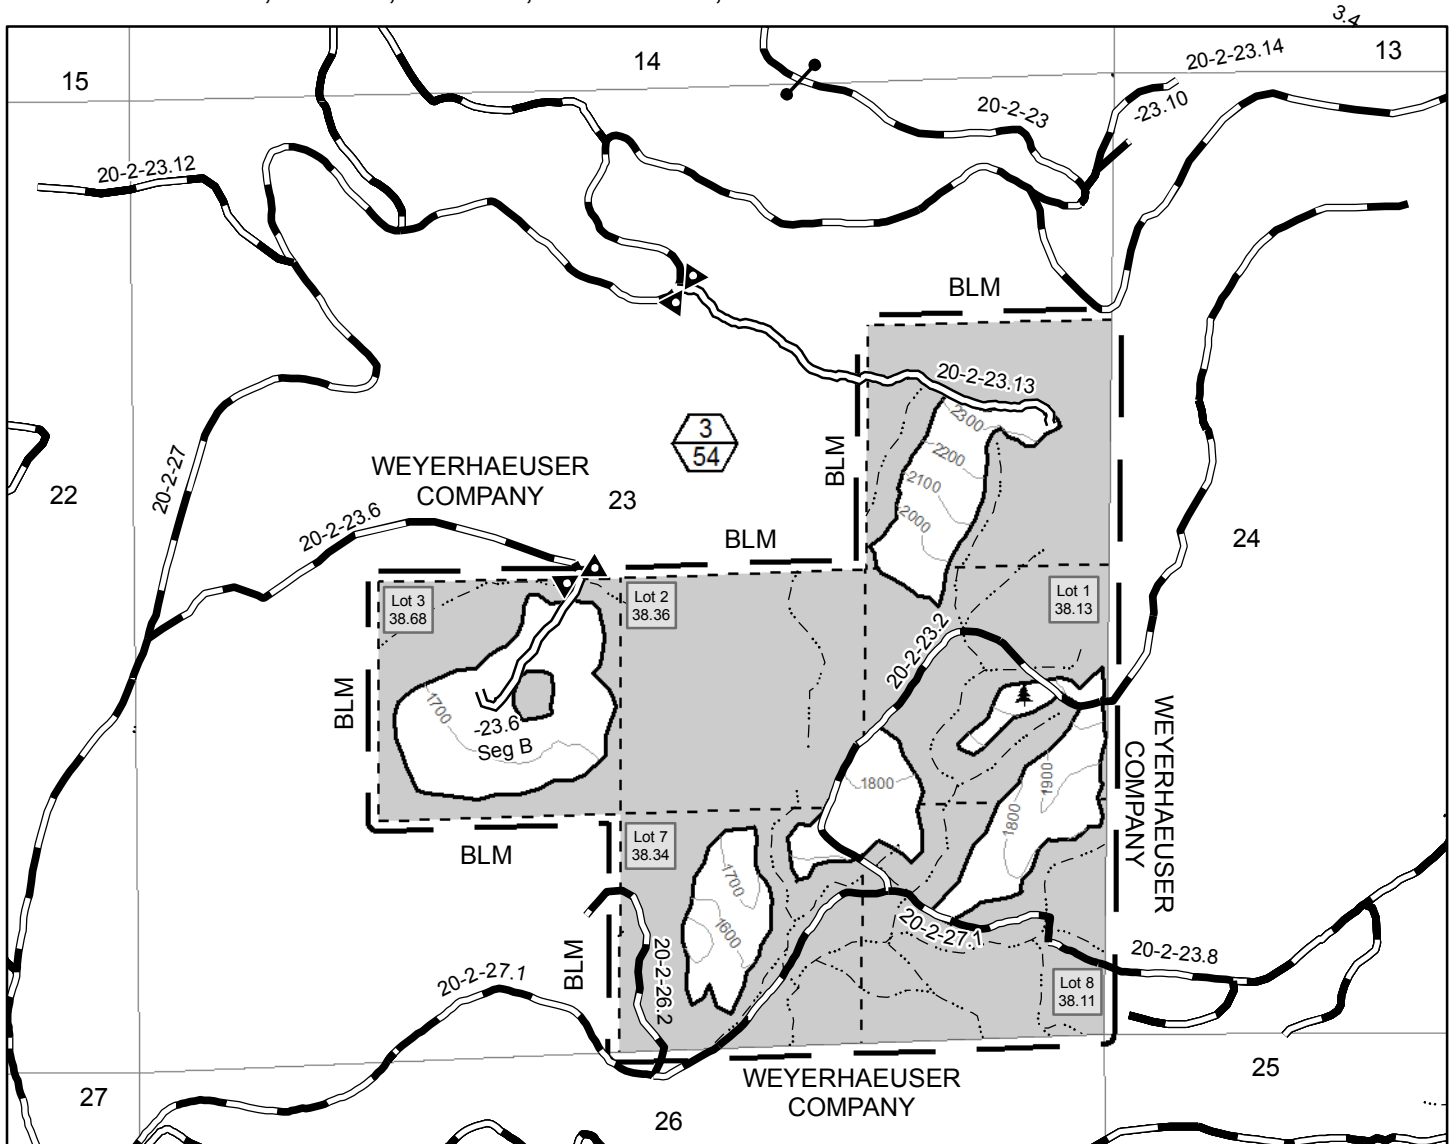 3.4
15
14
13
20-2-23.14
-23.10
20-2-23
20-2-23.12
BLM
20-2-23.13
2300
2200
2100
2000
3
54
BLM
WEYERHAEUSER
COMPANY
22
23
24
20-2-27
20-2-23.6
BLM
Lot 3
38.68
Lot 2
38.36
Lot 1
38.13
20-2-23.2
BLM
1700
-23.6
Seg B
1800
1900
1800
WEYERHAEUSER
COMPANY
BLM
Lot 7
38.34
1700
1600
20-2-27.1
20-2-23.8
BLM
20-2-26.2
20-2-27.1
Lot 8
38.11
WEYERHAEUSER
COMPANY
25
27
26